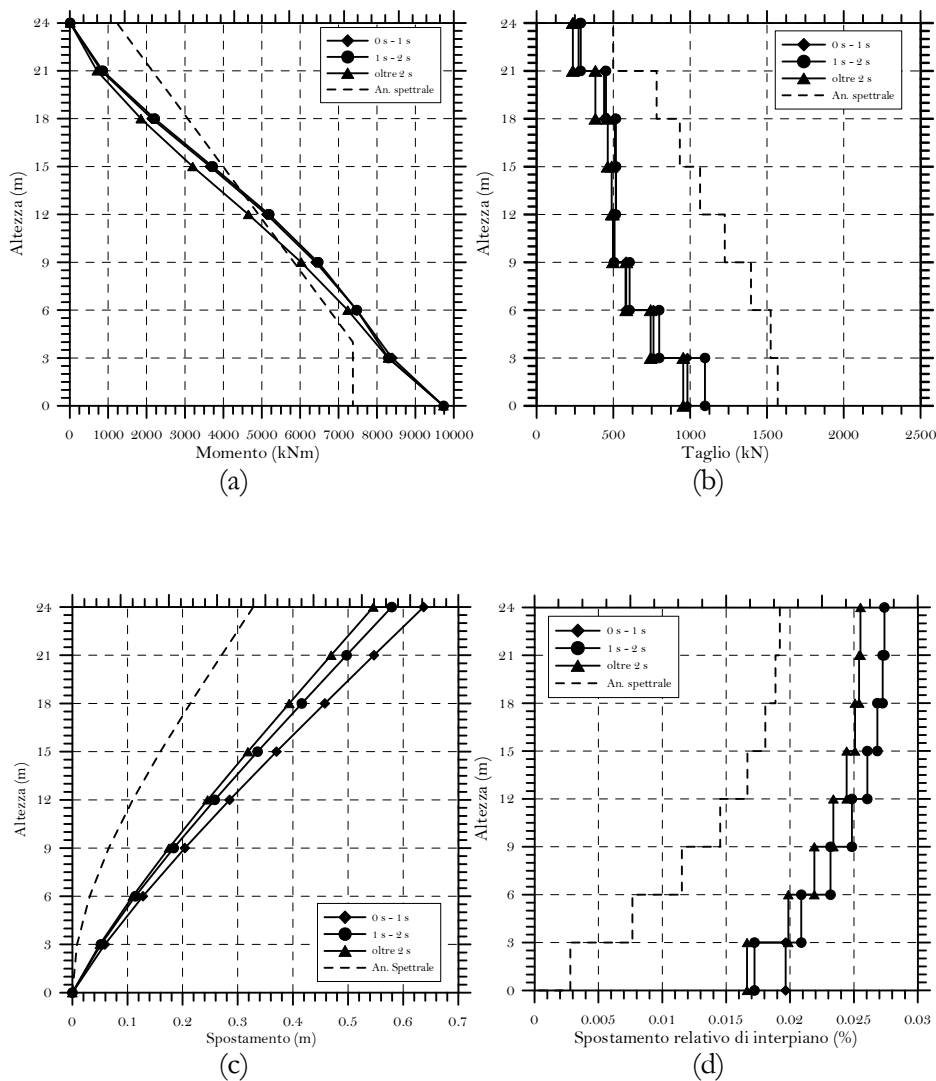 24
21
18
15
12
9
6
3
0
Altezza (m)
0 s - 1 s
1 s - 2 s
oltre 2 s
An. spettrale
0 1000 2000 3000 4000 5000 6000 7000 8000 9000 10000
Momento (kNm)
(a)
24
21
18
15
12
9
6
3
0
Altezza (m)
0 s - 1 s
1 s - 2 s
oltre 2 s
An. spettrale
0 500 1000 1500 2000 2500
Taglio (kN)
(b)
24
21
18
15
12
9
6
3
0
Altezza (m)
0 s - 1 s
1 s - 2 s
oltre 2 s
An. Spettrale
0 0.1 0.2 0.3 0.4 0.5 0.6 0.7
Spostamento (m)
(c)
24
21
18
15
12
9
6
3
0
Altezza (m)
0 s - 1 s
1 s - 2 s
oltre 2 s
An. spettrale
0 0.005 0.01 0.015 0.02 0.025 0.03
Spostamento relativo di interpiano (%)
(d)